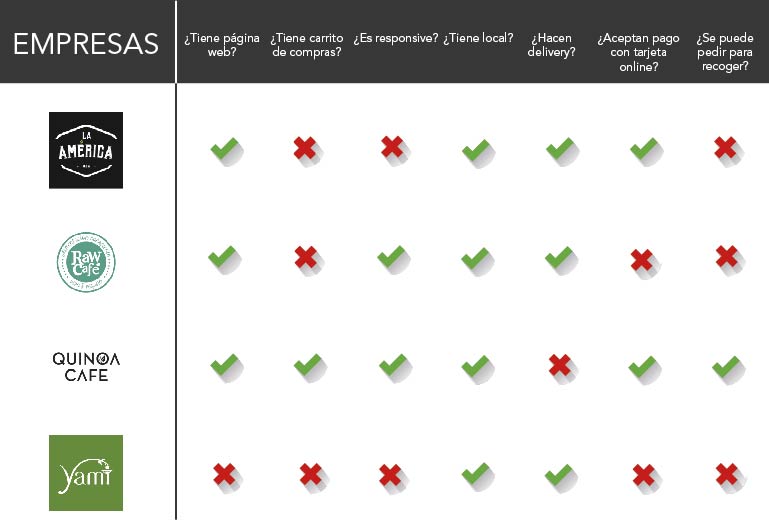 EMPRESAS
¿Tiene página
web?
¿Tiene carrito
de compras?
¿Es responsive?
¿Tiene local?
¿Hacen
delivery?
¿Aceptan pago
con tarjeta
online?
¿Se puede
pedir para
recoger?
LA
AMÉRICA
RAW
Café
QUINOA
CAFE
yami